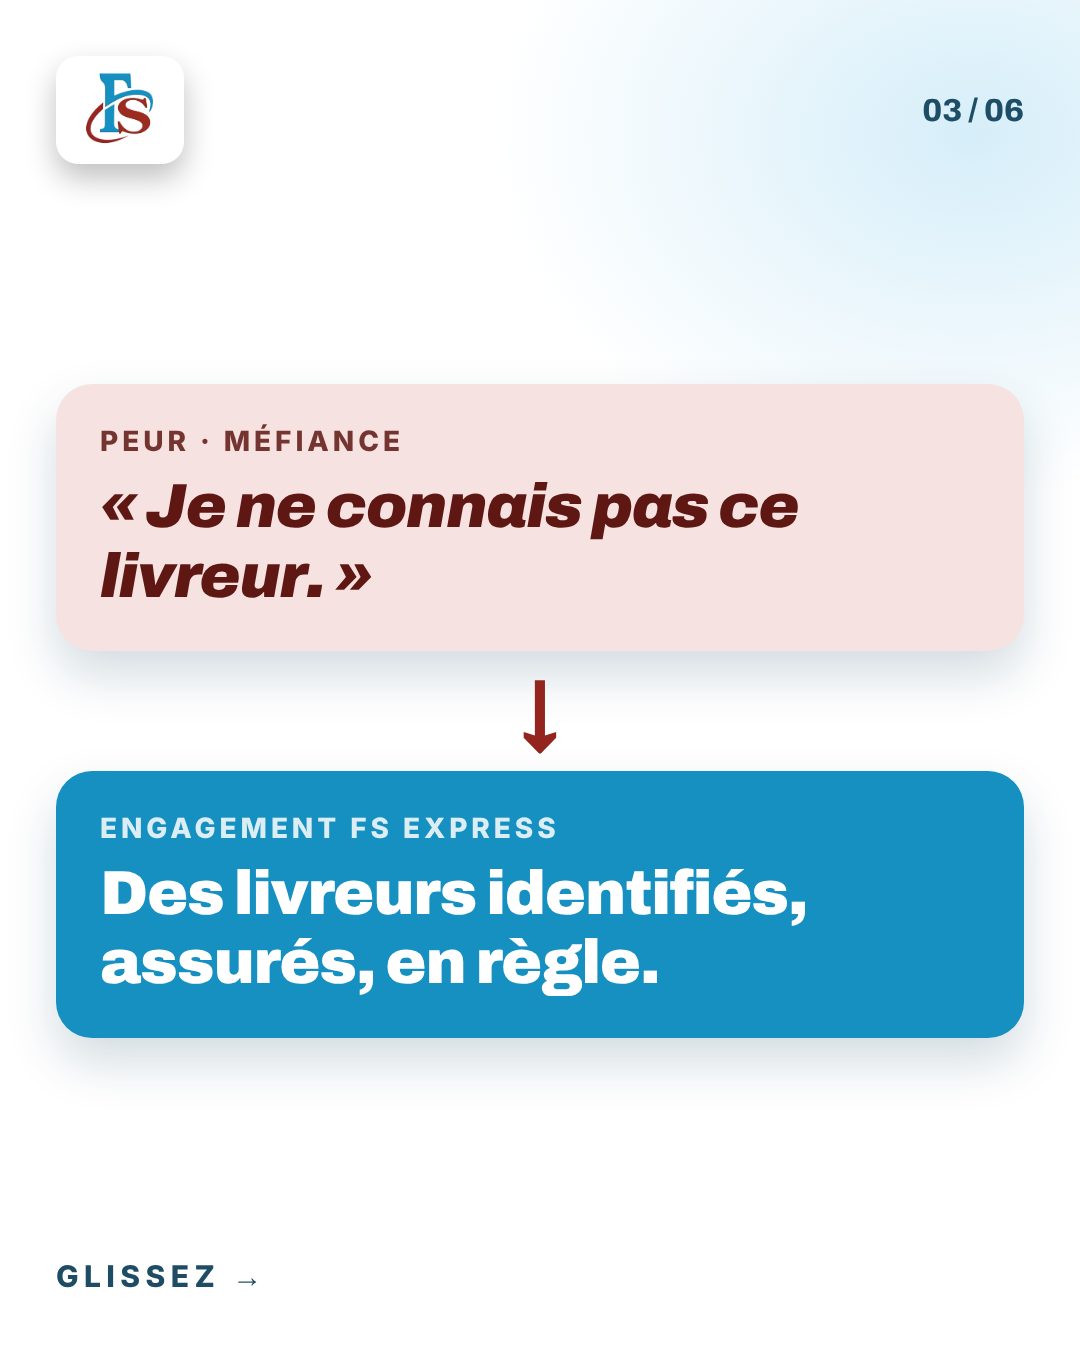 FS
03 / 06
PEUR · MÉFIANCE
« Je ne connais pas ce
livreur. »
↓
ENGAGEMENT FS EXPRESS
Des livreurs identifiés,
assurés, en règle.
GLISSEZ →